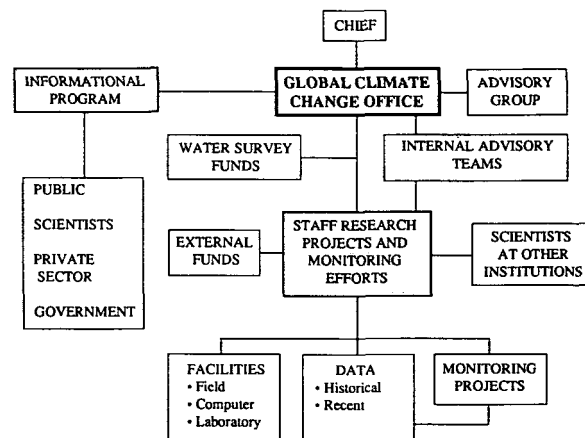 CHIEF
INFORMATIONAL
PROGRAM
GLOBAL CLIMATE
CHANGE OFFICE
ADVISORY
GROUP
WATER SURVEY
FUNDS
INTERNAL ADVISORY
TEAMS
PUBLIC
SCIENTISTS
PRIVATE
SECTOR
GOVERNMENT
EXTERNAL
FUNDS
STAFF RESEARCH
PROJECTS AND
MONITORING
EFFORTS
SCIENTISTS
AT OTHER
INSTITUTIONS
FACILITIES
• Field
• Computer
• Laboratory
DATA
• Historical
• Recent
MONITORING
PROJECTS